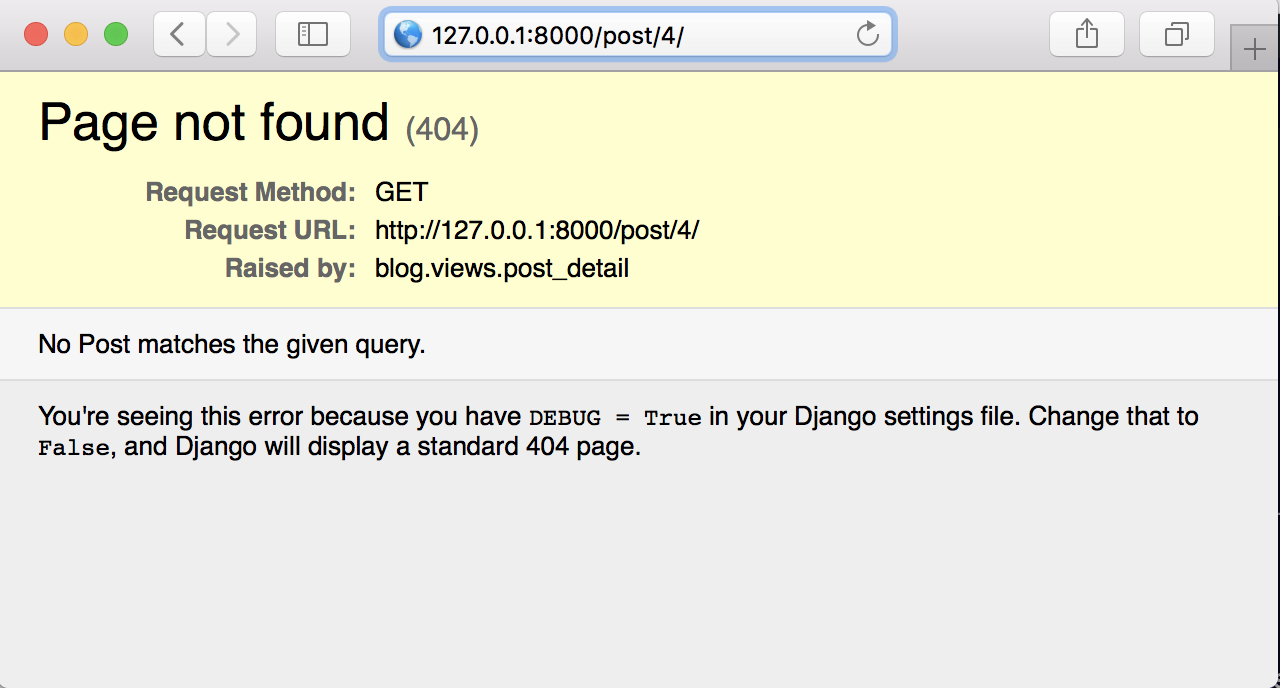 127.0.0.1:8000/post/4/
Page not found (404)
Request Method: GET
Request URL: http://127.0.0.1:8000/post/4/
Raised by: blog.views.post_detail
No Post matches the given query.
You're seeing this error because you have DEBUG = True in your Django settings file. Change that to
False, and Django will display a standard 404 page.